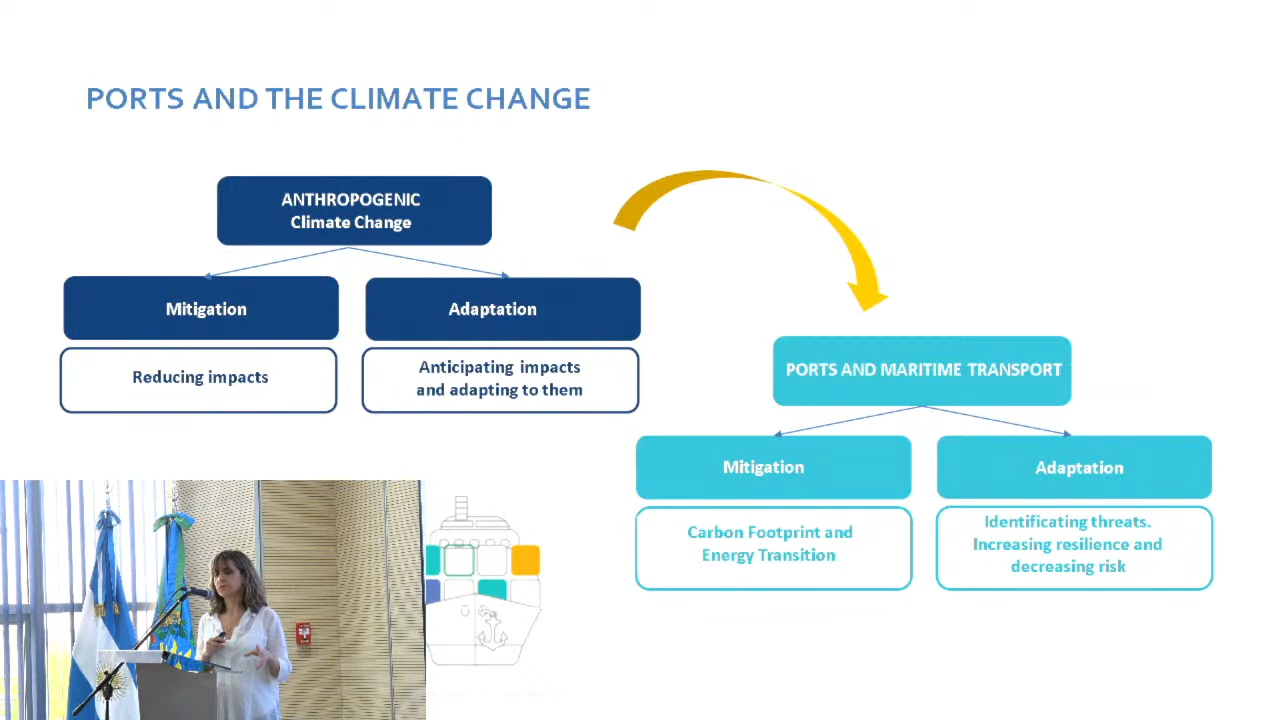 PORTS AND THE CLIMATE CHANGE
ANTHROPOGENIC
Climate Change
Mitigation
Adaptation
Reducing impacts
Anticipating impacts
and adapting to them
PORTS AND MARITIME TRANSPORT
Mitigation
Adaptation
Carbon Footprint and
Energy Transition
Identificating threats.
Increasing resilience and
decreasing risk